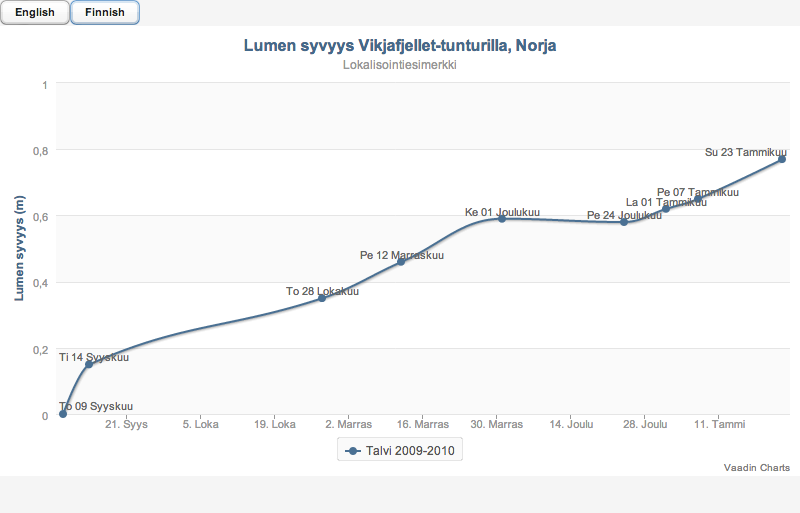 English Finnish
Lumen syvyys Vikjafjellet-tunturilla, Norja
Lokalisointiesimerkki
Lumen syvyys (m)
1
0,8
0,6
0,4
0,2
0
Su 23 Tammikuu
Pe 07 Tammikuu
La 01 Tammikuu
Ke 01 Joulukuu
Pe 24 Joulukuu
Pe 12 Marraskuu
To 28 Lokakuu
Ti 14 Syyskuu
To 09 Syyskuu
21. Syys 5. Loka 19. Loka 2. Marras 16. Marras 30. Marras 14. Joulu 28. Joulu 11. Tammi
Talvi 2009-2010
Vaadin Charts